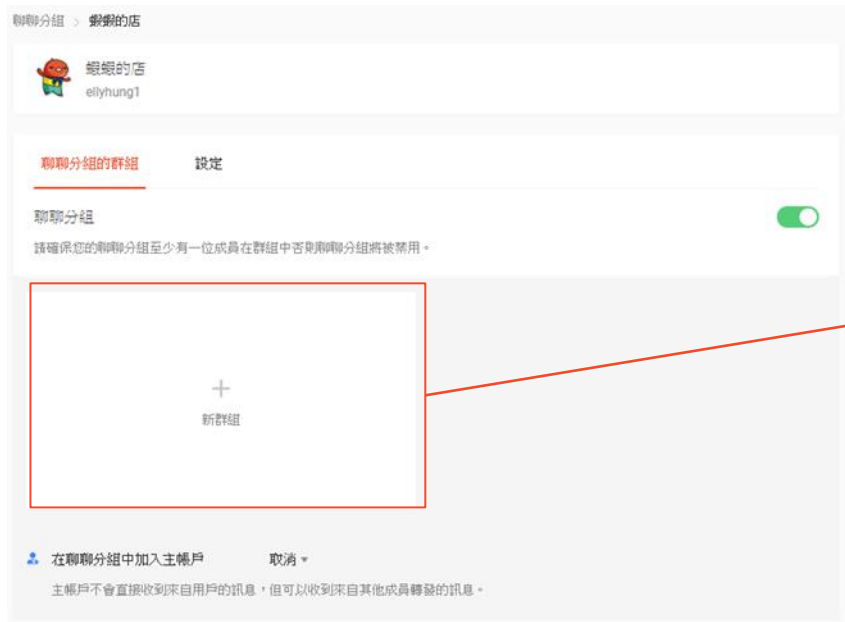 聊聊分組 > 蝦蝦的店
蝦蝦的店
ellyhung1
聊聊分組的群組 設定
聊聊分組
請確保您的聊聊分組至少有一位成員在群組中否則聊聊分組將被禁用。
+
新群組
在聊聊分組中加入主帳戶 取消
主帳戶不會直接收到來自用戶的訊息，但可以收到來自其他成員轉發的訊息。